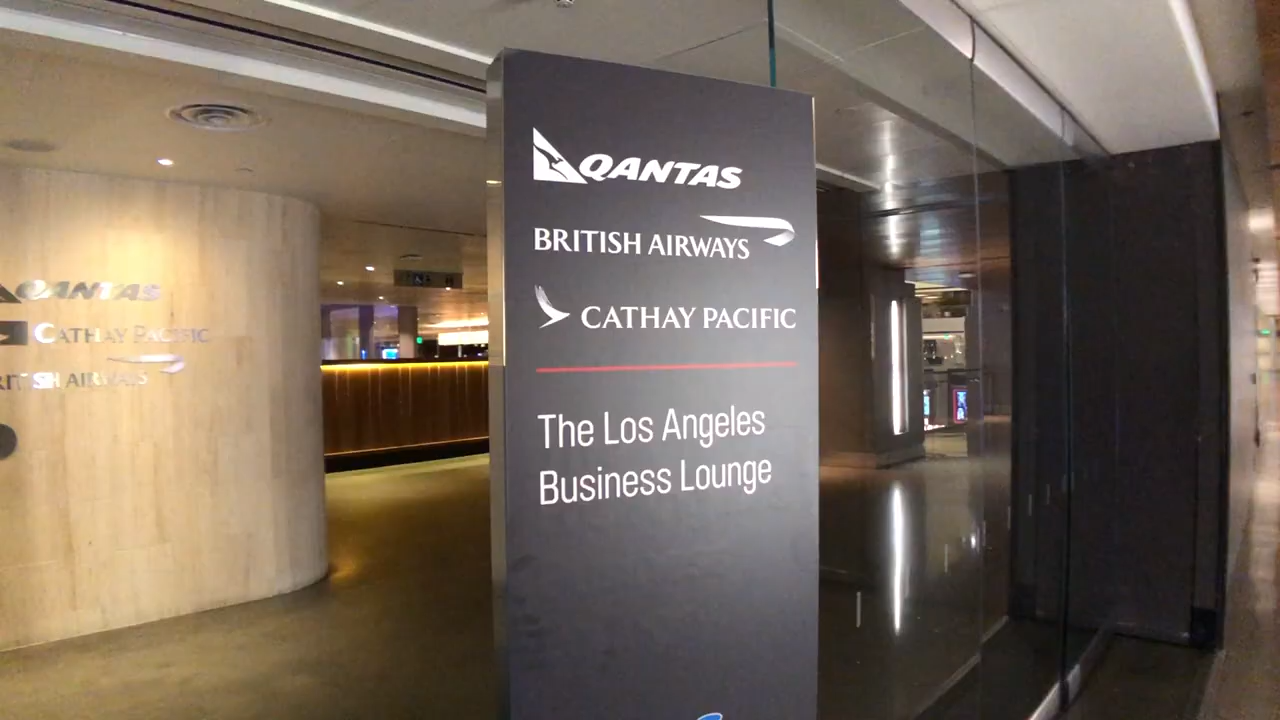 QANTAS
BRITISH AIRWAYS
CATHAY PACIFIC
The Los Angeles
Business Lounge
QANTAS
CATHAY PACIFIC
BRITISH AIRWAYS